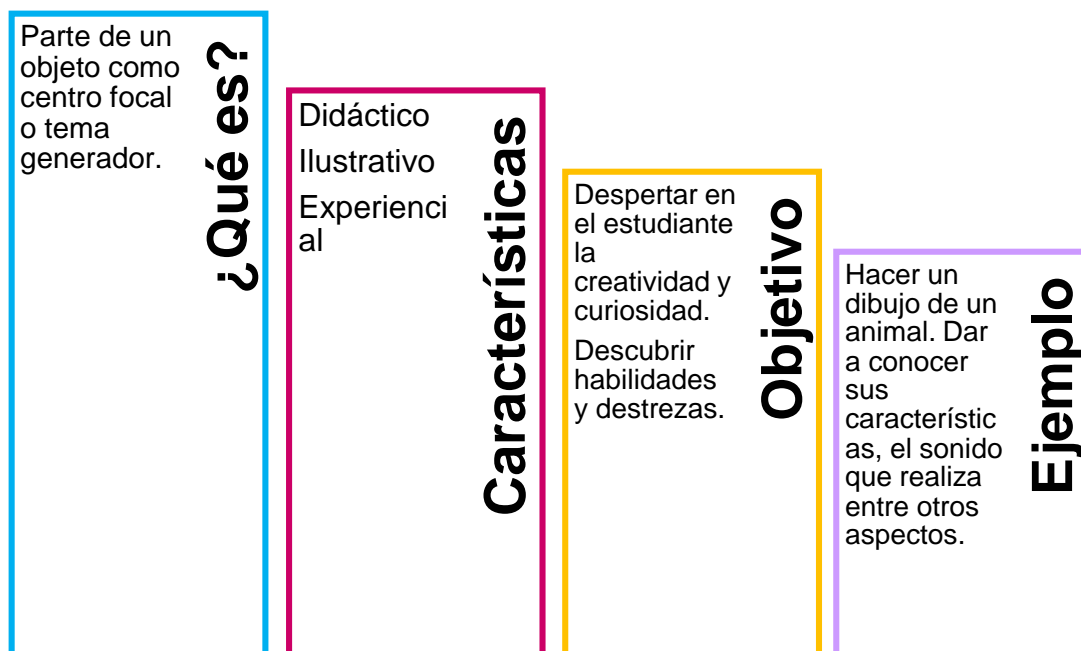 ¿Qué es?
Parte de un
objeto como
centro focal
o tema
generador.
Características
Didáctico
Ilustrativo
Experienci
al
Objetivo
Despertar en
el estudiante
la
creatividad y
curiosidad.
Descubrir
habilidades
y destrezas.
Ejemplo
Hacer un
dibujo de un
animal. Dar
a conocer
sus
característic
as, el sonido
que realiza
entre otros
aspectos.